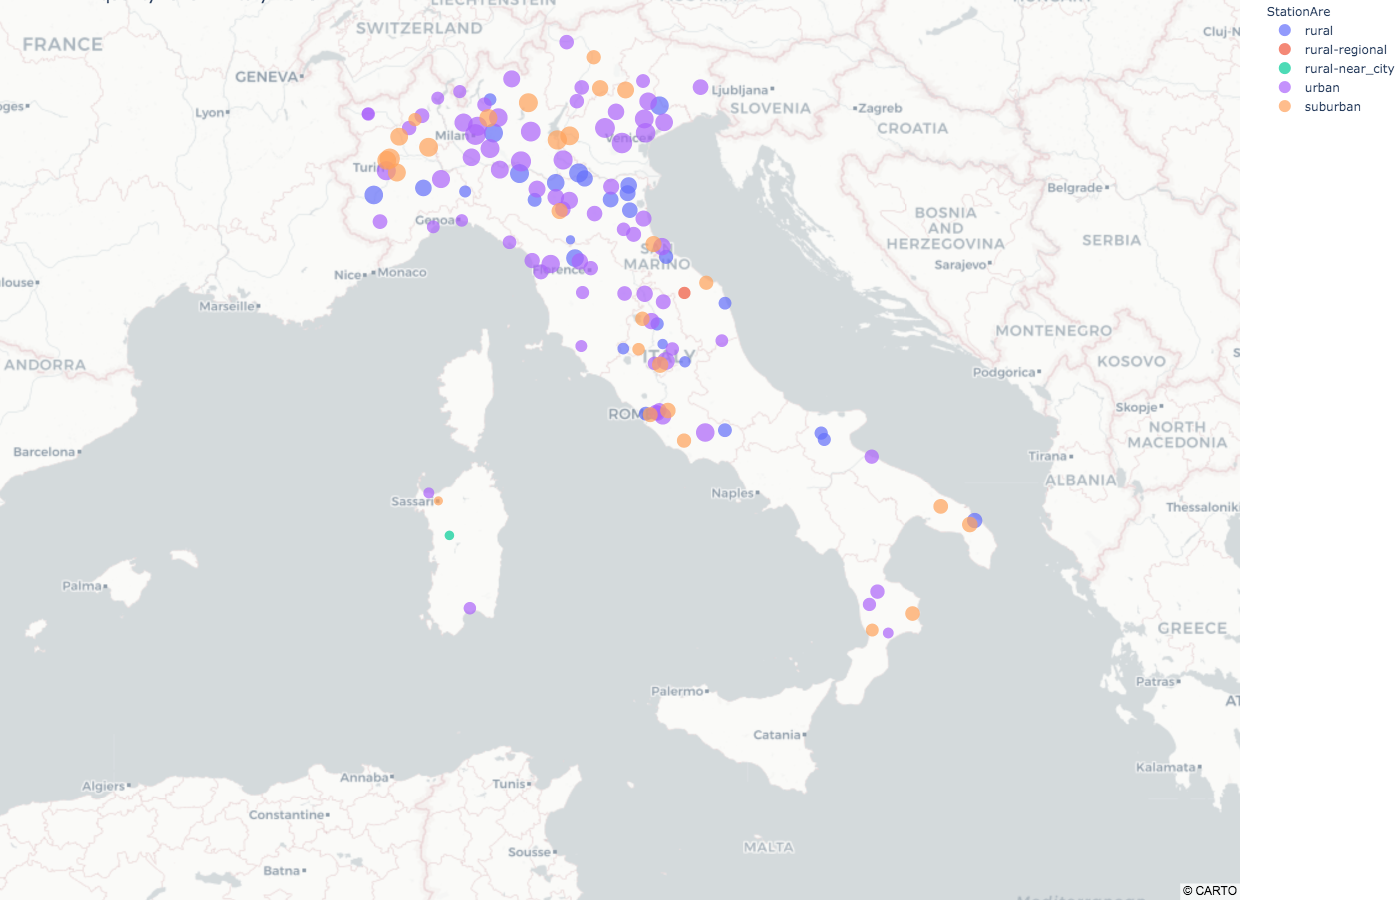 LIECHTENSTEIN
HUNGARY
SWITZERLAND
FRANCE
Cluj-N
GENEVA
Ljubljana
SLOVENIA
Zagreb
CROATIA
Lyon
Milan
Venice
Turin
Belgrade
BOSNIA
AND
HERZEGOVINA
SERBIA
Genoa
Sarajevo
SAN
MARINO
Nice
Monaco
Florence
Marseille
MONTENEGRO
KOSOVO
ANDORRA
ITALY
Podgorica
Skopje
ROME
NORTH
MACEDONIA
Barcelona
Tirana
ALBANIA
Naples
Sassari
Thessaloniki
Palma
GREECE
Palermo
Patras
Catania
Kalamata
Annaba
Tunis
Algiers
Constantine
MALTA
Sousse
Batna
© CARTO
StationAre
rural
rural-regional
rural-near_city
urban
suburban